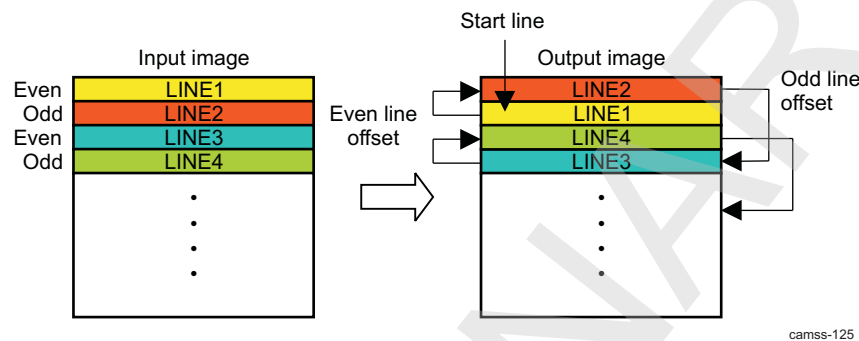 Start line
Input image
Output image
Even LINE1
Odd LINE2
Even LINE3
Odd LINE4
Even line
offset
LINE2
LINE1
LINE4
LINE3
Odd line
offset
camss-125